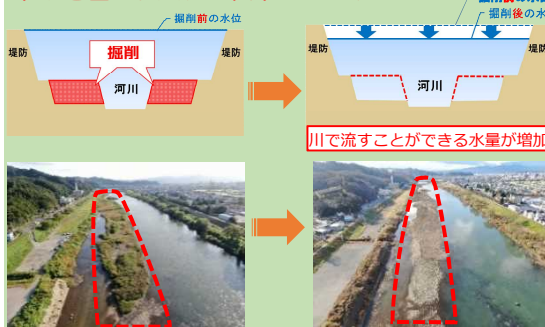 掘削前の水位
堤防
掘削
河川
堤防
掘削後の水
堤防
河川
堤防
川で流すことができる水量が増加